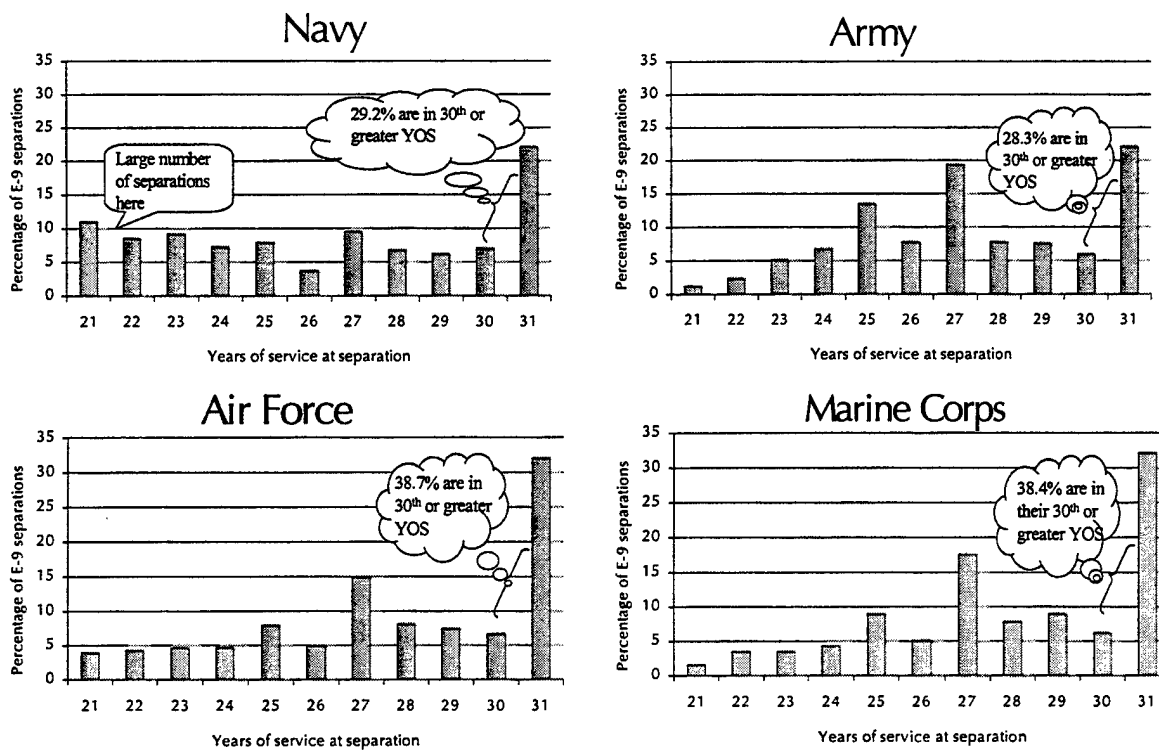 Navy
Percentage of E-9 separations
35
30
25
20
15
10
5
0
Large number
of separations
here
29.2% are in 30th or
greater YOS
21 22 23 24 25 26 27 28 29 30 31
Years of service at separation
Army
Percentage of E-9 separations
35
30
25
20
15
10
5
0
28.3% are in
30th or greater
YOS
21 22 23 24 25 26 27 28 29 30 31
Years of service at separation
Air Force
Percentage of E-9 separations
35
30
25
20
15
10
5
0
38.7% are in
30th or greater
YOS
21 22 23 24 25 26 27 28 29 30 31
Years of service at separation
Marine Corps
Percentage of E-9 separations
35
30
25
20
15
10
5
0
38.4% are in
their 30th or
greater YOS
21 22 23 24 25 26 27 28 29 30 31
Years of service at separation